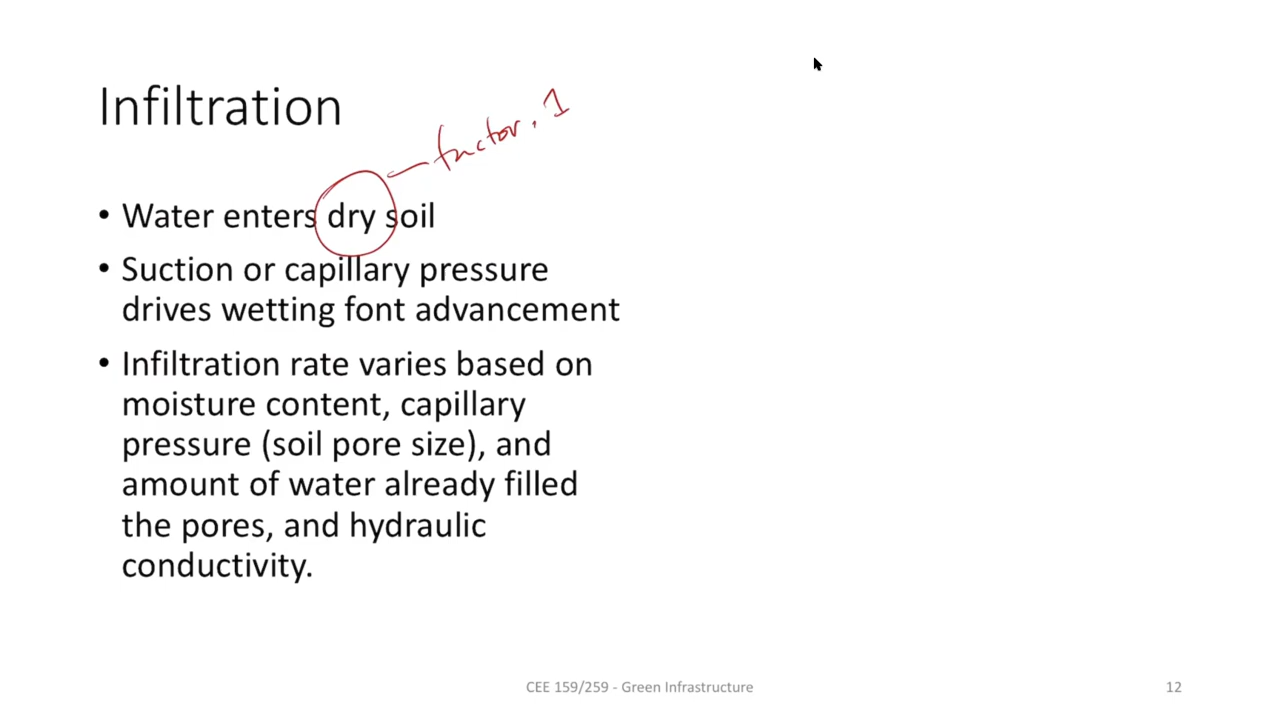 Infiltration
factor. 1
• Water enters dry soil
• Suction or capillary pressure
drives wetting font advancement
• Infiltration rate varies based on
moisture content, capillary
pressure (soil pore size), and
amount of water already filled
the pores, and hydraulic
conductivity.
CEE 159/259 - Green Infrastructure
12